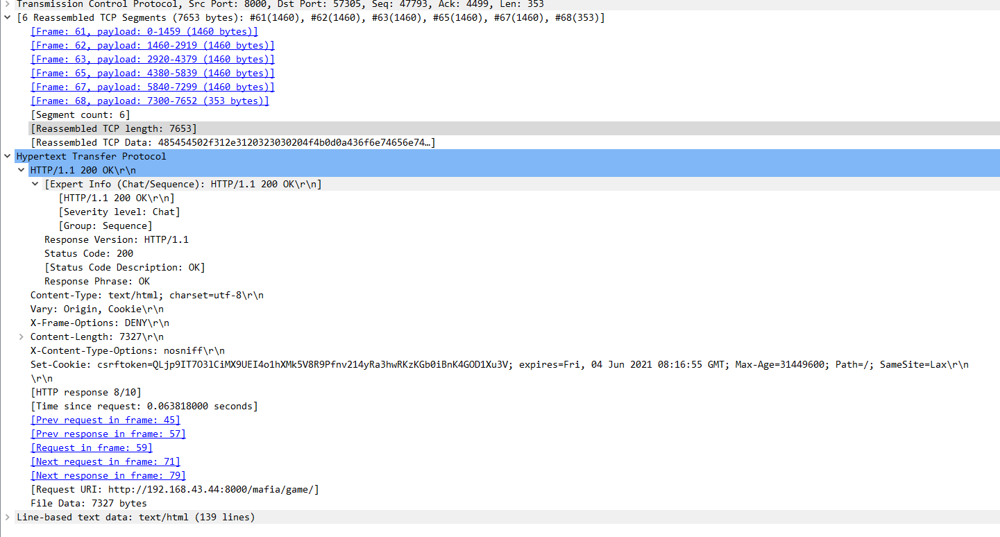 Transmission Control Protocol, Src Port: 8000, Dst Port: 57305, Seq: 47793, Ack: 4499, Len: 353
[6 Reassembled TCP Segments (7653 bytes): #61(1460), #62(1460), #63(1460), #65(1460), #67(1460), #68(353)]
[Frame: 61, payload: 0-1459 (1460 bytes)]
[Frame: 62, payload: 1460-2919 (1460 bytes)]
[Frame: 63, payload: 2920-4379 (1460 bytes)]
[Frame: 65, payload: 4380-5839 (1460 bytes)]
[Frame: 67, payload: 5840-7299 (1460 bytes)]
[Frame: 68, payload: 7300-7652 (353 bytes)]
[Segment count: 6]
[Reassembled TCP length: 7653]
[Reassembled TCP Data: 485454502f312e3120323030204f4b0d0a436f6e74656e74…]
Hypertext Transfer Protocol
HTTP/1.1 200 OK\r\n
[Expert Info (Chat/Sequence): HTTP/1.1 200 OK\r\n]
[HTTP/1.1 200 OK\r\n]
[Severity level: Chat]
[Group: Sequence]
Response Version: HTTP/1.1
Status Code: 200
[Status Code Description: OK]
Response Phrase: OK
Content-Type: text/html; charset=utf-8\r\n
Vary: Origin, Cookie\r\n
X-Frame-Options: DENY\r\n
Content-Length: 7327\r\n
X-Content-Type-Options: nosniff\r\n
Set-Cookie: csrftoken=QLjp9IT7O3lCiMX9UEI4o1hXMk5V8R9Pfnv214yRa3hwRKzKGb0iBnK4GOD1Xu3V; expires=Fri, 04 Jun 2021 08:16:55 GMT; Max-Age=31449600; Path=/; SameSite=Lax\r\n
\r\n
[HTTP response 8/10]
[Time since request: 0.063818000 seconds]
[Prev request in frame: 45]
[Prev response in frame: 57]
[Request in frame: 59]
[Next request in frame: 71]
[Next response in frame: 79]
[Request URI: http://192.168.43.44:8000/mafia/game/]
File Data: 7327 bytes
Line-based text data: text/html (139 lines)